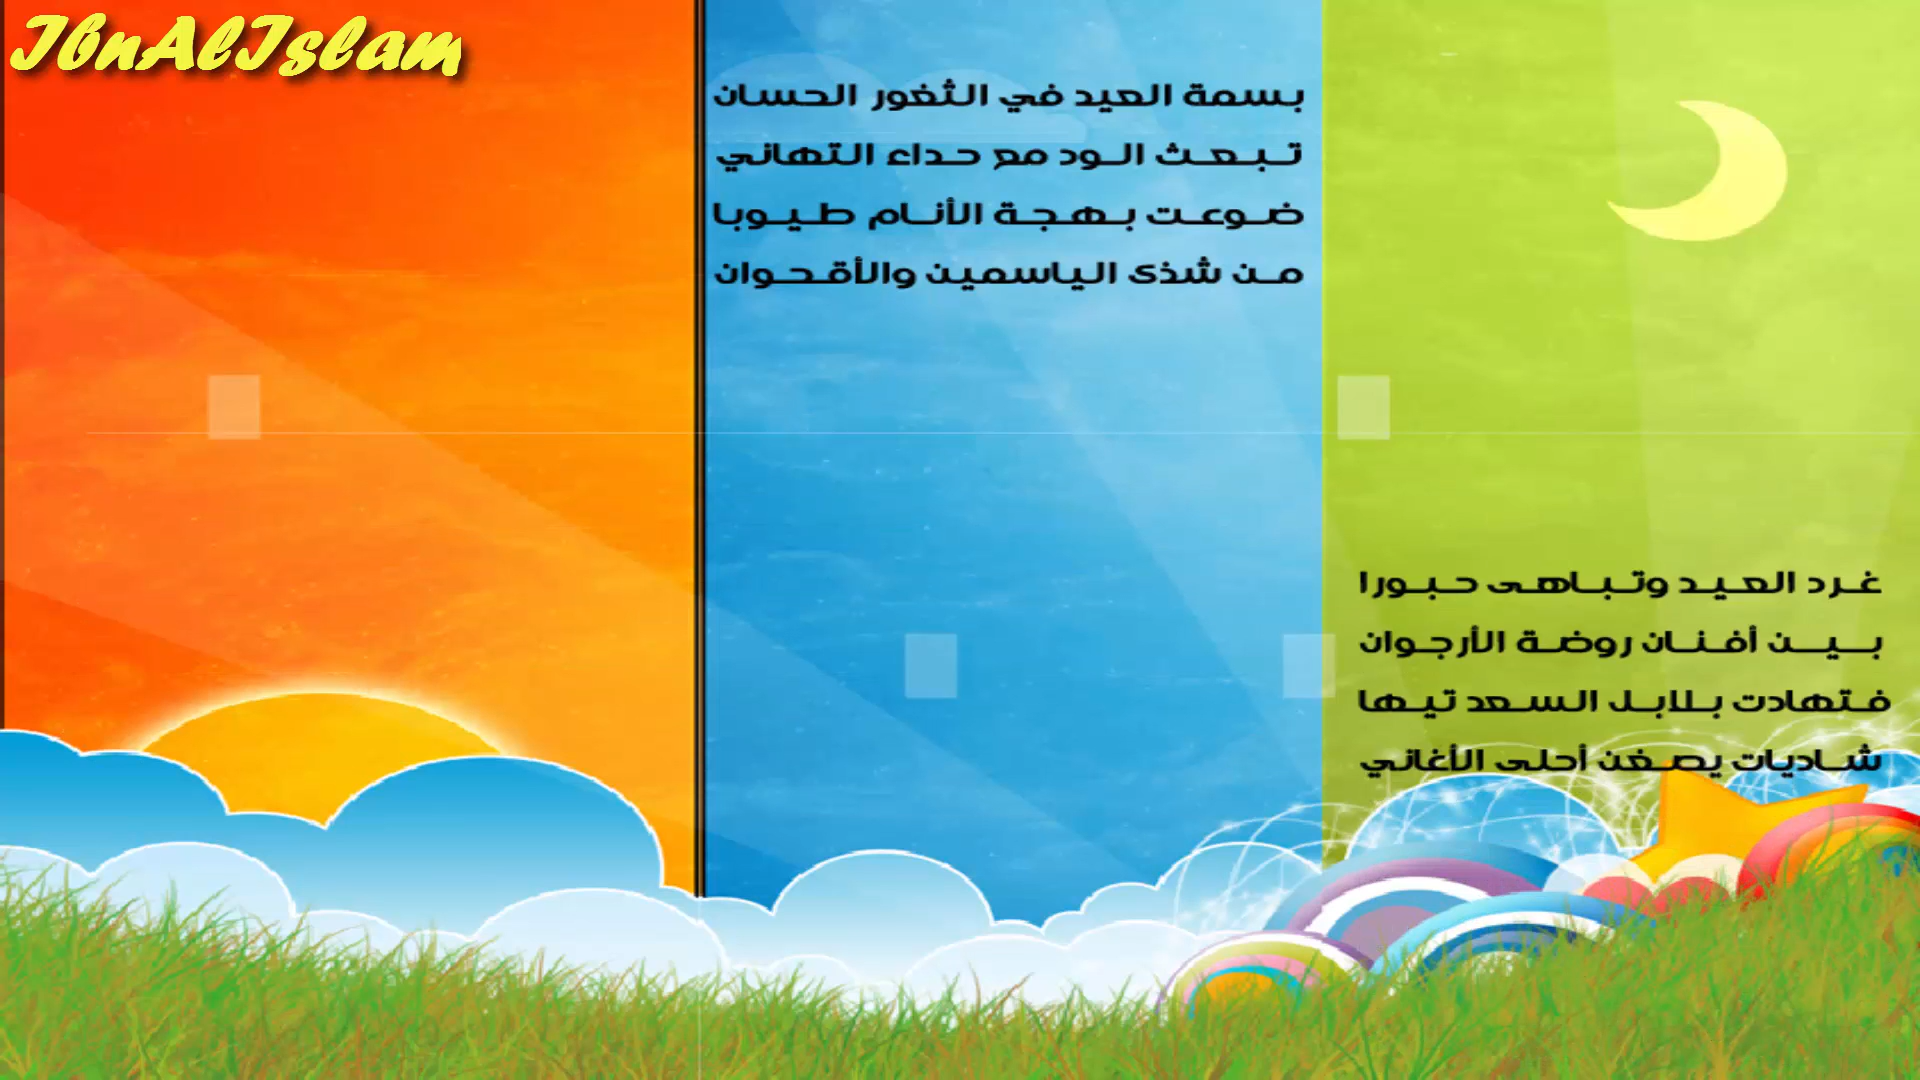 IbnAlIslam
بسمة العيد في الثغور الحسان
تبعث الود مع حداء التهاني
ضوعت بهجة الأنام طيوبا
من شذى الياسمين والأقحوان
غرد العيد وتباهى حبورا
بين أفنان روضة الأرجوان
فتهادت بلابل السعد تيها
شاديات يصغن أحلى الأغاني